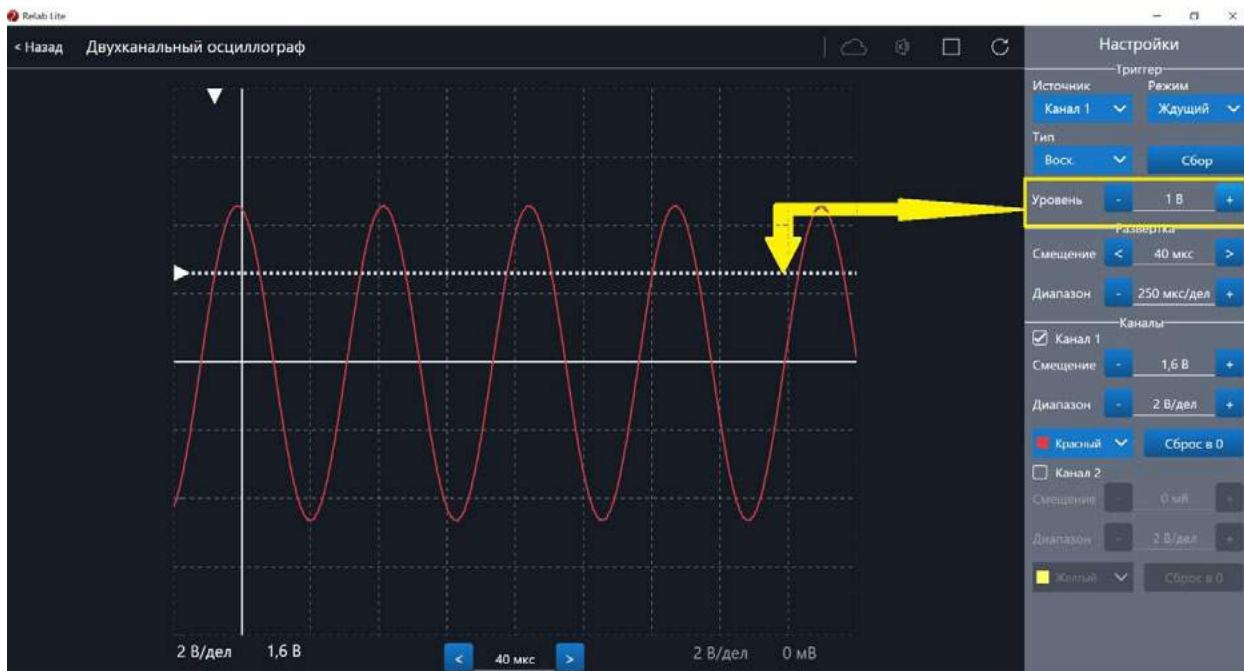 Relab Lite
< Назад Двухканальный осциллограф
Настройки
Триггер
Источник Режим
Канал 1 Ждущий
Тип
Восх. Сбор
Уровень - 1 В +
Развертка
Смещение < 40 мкс >
Диапазон - 250 мкс/дел +
Каналы
Канал 1
Смещение - 1,6 В +
Диапазон - 2 В/дел +
Красный Сброс в 0
Канал 2
Смещение - 0 мВ +
Диапазон - 2 В/дел +
Желтый Сброс в 0
2 В/дел 1,6 В < 40 мкс > 2 В/дел 0 мВ